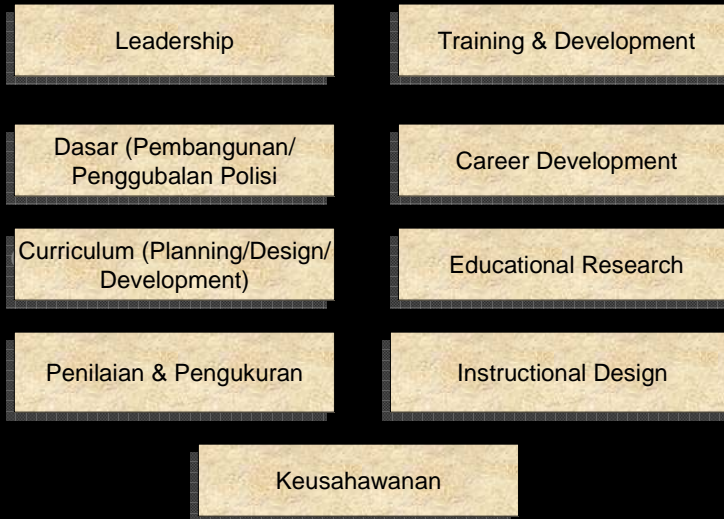 Leadership
Training & Development
Dasar (Pembangunan/
Penggubalan Polisi
Career Development
Curriculum (Planning/Design/
Development)
Educational Research
Penilaian & Pengukuran
Instructional Design
Keusahawanan